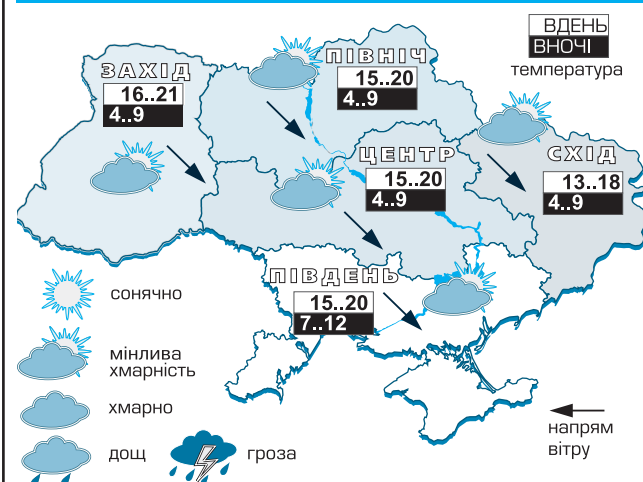 ВДЕНЬ
ВНОЧІ
температура
ЗАХІД
16..21
4..9
ПІВНІЧ
15..20
4..9
ЦЕНТР
15..20
4..9
СХІД
13..18
4..9
ПІВДЕНЬ
15..20
7..12
сонячно
мінлива
хмарність
хмарно
дощ
гроза
напрям
вітру